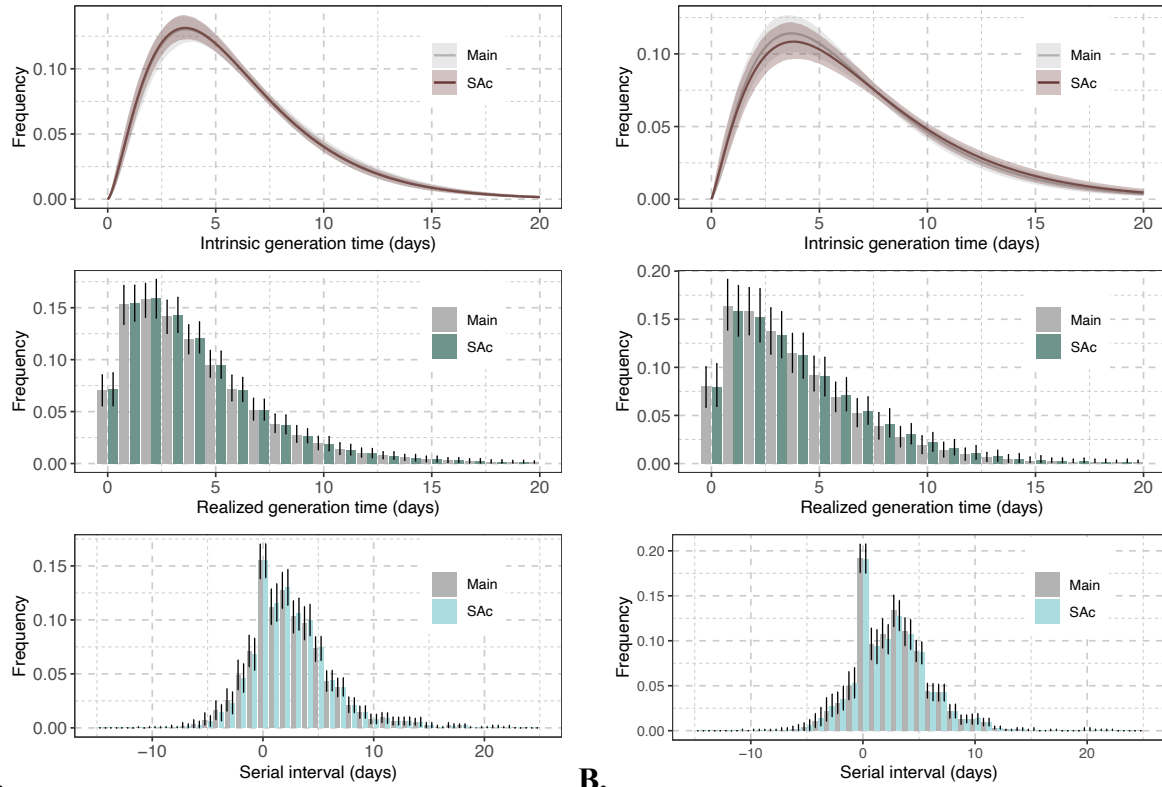 Frequency
0.10
0.05
0.00
Main
SAc
0 5 10 15 20
Intrinsic generation time (days)
Frequency
0.10
0.05
0.00
Main
SAc
0 5 10 15 20
Intrinsic generation time (days)
Frequency
0.15
0.10
0.05
0.00
Main
SAc
0 5 10 15 20
Realized generation time (days)
Frequency
0.20
0.15
0.10
0.05
0.00
Main
SAc
0 5 10 15 20
Realized generation time (days)
Frequency
0.15
0.10
0.05
0.00
Main
SAc
−10 0 10 20
Serial interval (days)
Frequency
0.20
0.15
0.10
0.05
0.00
Main
SAc
−10 0 10 20
Serial interval (days)
B.